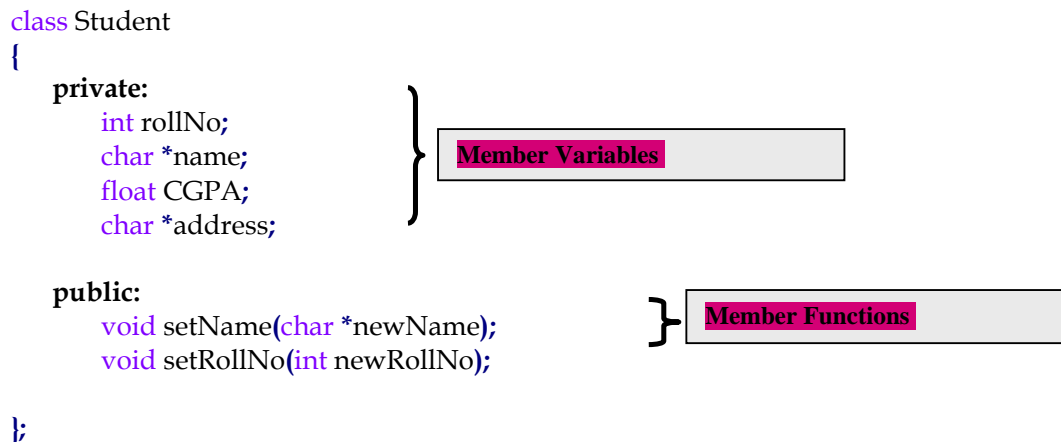 class Student
{
private:
int rollNo;
char *name;
float CGPA;
char *address;
Member Variables
public:
void setName(char *newName);
void setRollNo(int newRollNo);
Member Functions
};